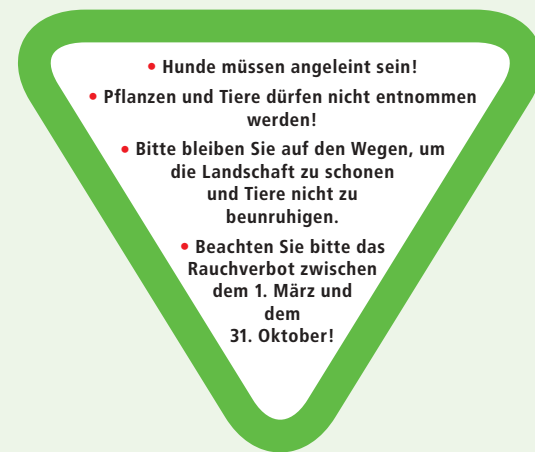 • Hunde müssen angeleint sein!
• Pflanzen und Tiere dürfen nicht entnommen
werden!
• Bitte bleiben Sie auf den Wegen, um
die Landschaft zu schonen
und Tiere nicht zu
beunruhigen.
• Beachten Sie bitte das
Rauchverbot zwischen
dem 1. März und
dem
31. Oktober!